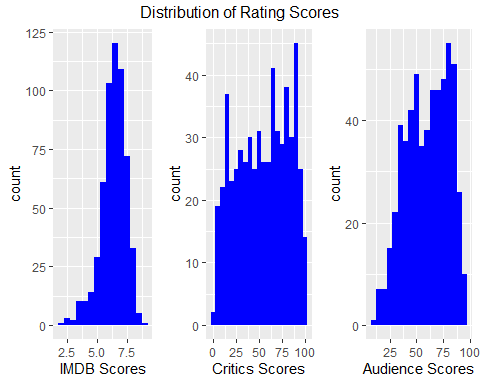 Distribution of Rating Scores
count
125
100
75
50
25
0
2.5 5.0 7.5
IMDB Scores
count
40
30
20
10
0
0 25 50 75 100
Critics Scores
count
40
20
0
25 50 75 100
Audience Scores